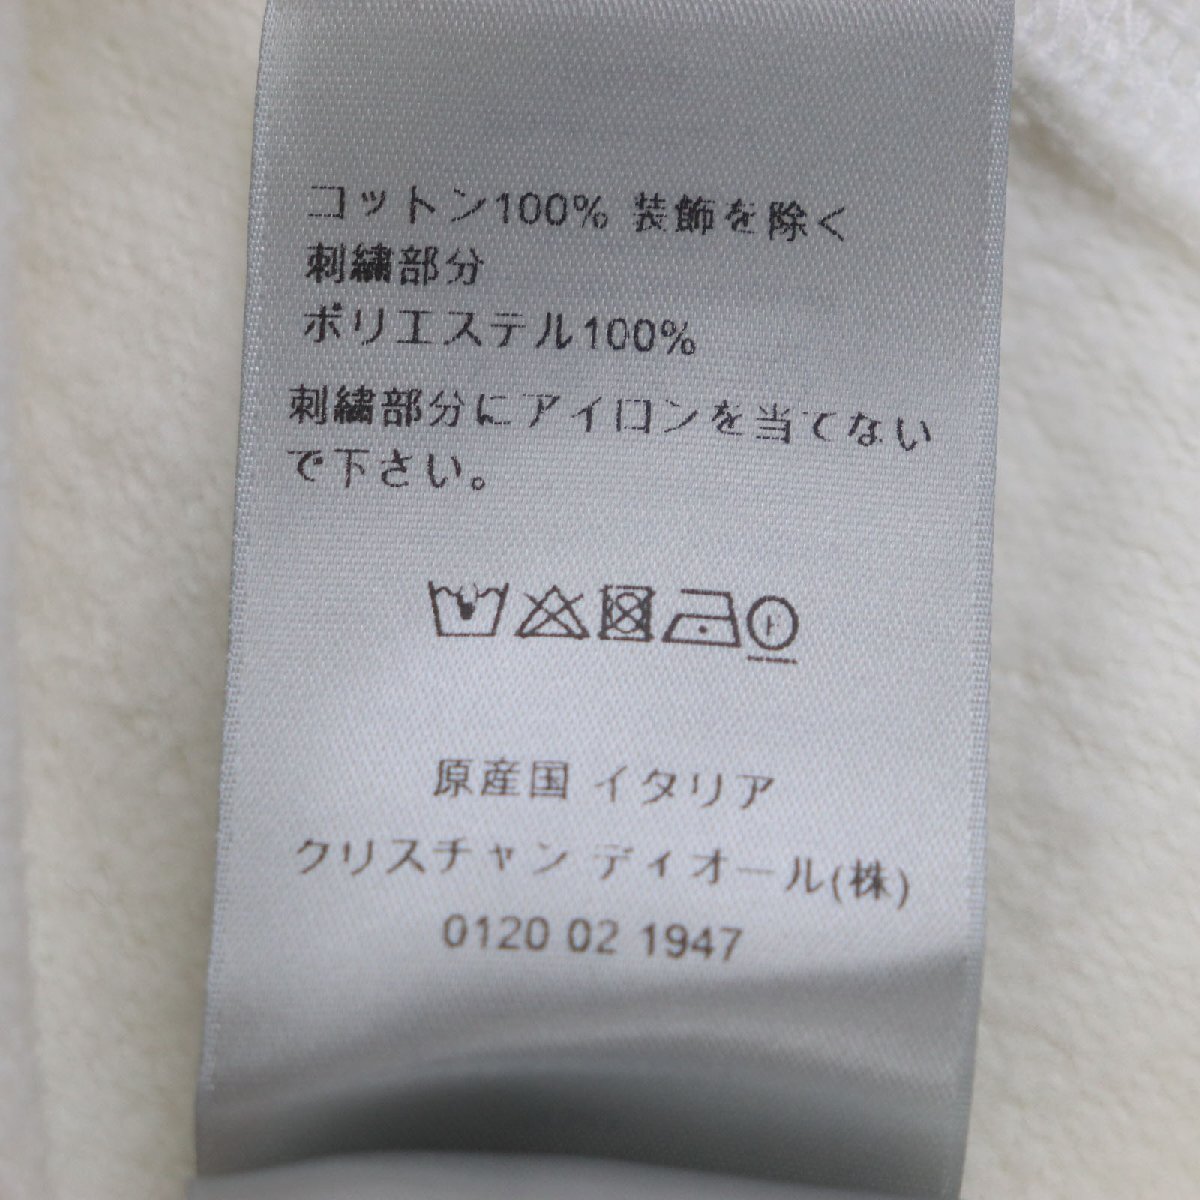 コットン100% 装飾を除く
刺繍部分
ポリエステル100%
刺繍部分にアイロンを当てない
で下さい。
F
原産国 イタリア
クリスチャン ディオール(株)
0120 02 1947